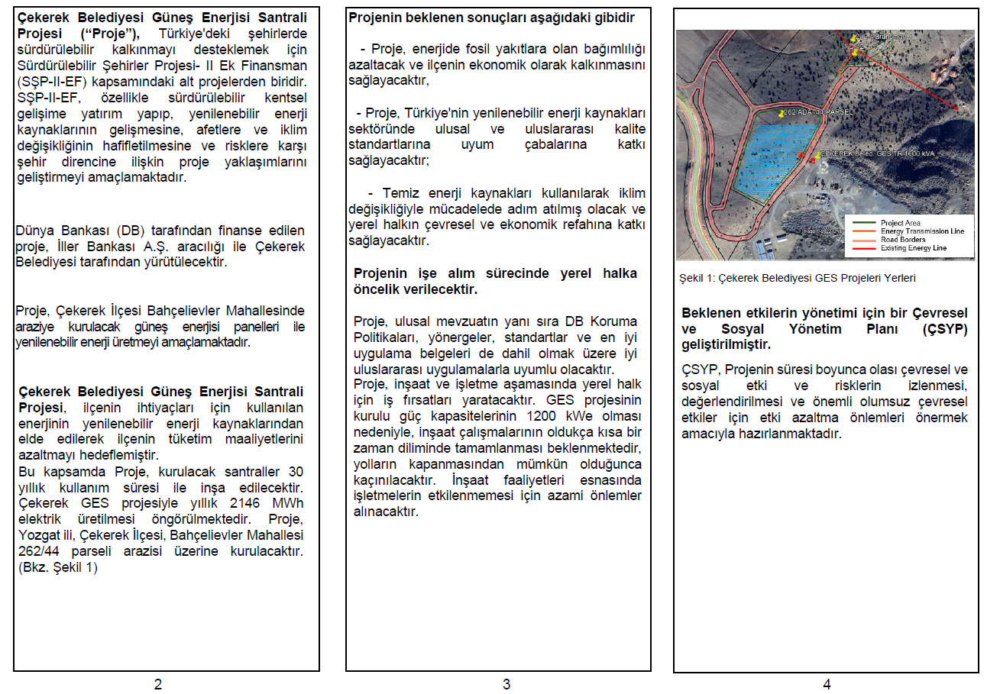 Çekerek Belediyesi Güneş Enerjisi Santrali
Projesi (“Proje”), Türkiye'deki şehirlerde
sürdürülebilir kalkınmayı desteklemek için
Sürdürülebilir Şehirler Projesi- II Ek Finansman
(SŞP-II-EF) kapsamındaki alt projelerden biridir.
SŞP-II-EF, özellikle sürdürülebilir kentsel
gelişime yatırım yapıp, yenilenebilir enerji
kaynaklarının gelişmesine, afetlere ve iklim
değişikliğinin hafifletilmesine ve risklere karşı
şehir direncine ilişkin proje yaklaşımlarını
geliştirmeyi amaçlamaktadır.
Dünya Bankası (DB) tarafından finanse edilen
proje, İller Bankası A.Ş. aracılığı ile Çekerek
Belediyesi tarafından yürütülecektir.
Proje, Çekerek İlçesi Bahçelievler Mahallesinde
araziye kurulacak güneş enerjisi panelleri ile
yenilenebilir enerji üretmeyi amaçlamaktadır.
Çekerek Belediyesi Güneş Enerjisi Santrali
Projesi, ilçenin ihtiyaçları için kullanılan
enerjinin yenilenebilir enerji kaynaklarından
elde edilerek ilçenin tüketim maaliyetlerini
azaltmayı hedeflemiştir.
Bu kapsamda Proje, kurulacak santraller 30
yıllık kullanım süresi ile inşa edilecektir.
Çekerek GES projesiyle yıllık 2146 MWh
elektrik üretilmesi öngörülmektedir. Proje,
Yozgat ili, Çekerek İlçesi, Bahçelievler Mahallesi
262/44 parseli arazisi üzerine kurulacaktır.
(Bkz. Şekil 1)
2
Projenin beklenen sonuçları aşağıdaki gibidir
- Proje, enerjide fosil yakıtlara olan bağımlılığı
azaltacak ve ilçenin ekonomik olarak kalkınmasını
sağlayacaktır,
- Proje, Türkiye'nin yenilenebilir enerji kaynakları
sektöründe ulusal ve uluslararası kalite
standartlarına uyum çabalarına katkı
sağlayacaktır;
- Temiz enerji kaynakları kullanılarak iklim
değişikliğiyle mücadelede adım atılmış olacak ve
yerel halkın çevresel ve ekonomik refahına katkı
sağlayacaktır.
Projenin işe alım sürecinde yerel halka
öncelik verilecektir.
Proje, ulusal mevzuatın yanı sıra DB Koruma
Politikaları, yönergeler, standartlar ve en iyi
uygulama belgeleri de dahil olmak üzere iyi
uluslararası uygulamalarla uyumlu olacaktır.
Proje, inşaat ve işletme aşamasında yerel halk
için iş fırsatları yaratacaktır. GES projesinin
kurulu güç kapasitelerinin 1200 kWe olması
nedeniyle, inşaat çalışmalarının oldukça kısa bir
zaman diliminde tamamlanması beklenmektedir,
yolların kapanmasından mümkün olduğunca
kaçınılacaktır. İnşaat faaliyetleri esnasında
işletmelerin etkilenmemesi için azami önlemler
alınacaktır.
3
262 ADA 44 PARSEL
ÇEKEREK Beled. GES TR 1600 kVA
Project Area
Energy Transmission Line
Road Borders
Existing Energy Line
Şekil 1: Çekerek Belediyesi GES Projeleri Yerleri
Beklenen etkilerin yönetimi için bir Çevresel
ve Sosyal Yönetim Planı (ÇSYP)
geliştirilmiştir.
ÇSYP, Projenin süresi boyunca olası çevresel ve
sosyal etki ve risklerin izlenmesi,
değerlendirilmesi ve önemli olumsuz çevresel
etkiler için etki azaltma önlemleri önermek
amacıyla hazırlanmaktadır.
4